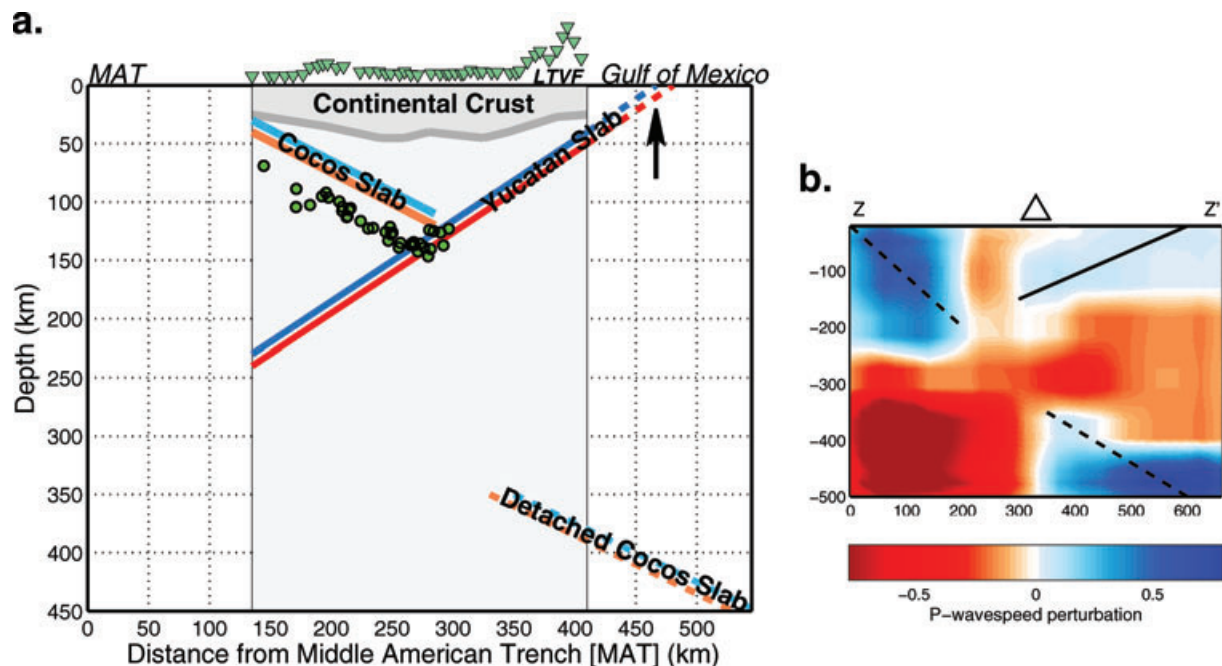 a.
MAT
LTVF
Gulf of Mexico
0
50
100
150
200
250
300
350
400
450
Depth (km)
Continental Crust
Cocos Slab
Yucatan Slab
Detached Cocos Slab
0 50 100 150 200 250 300 350 400 450 500
Distance from Middle American Trench [MAT] (km)
b.
Z Z'
-100
-200
-300
-400
-500
0 100 200 300 400 500 600
-0.5 0 0.5
P-wavespeed perturbation